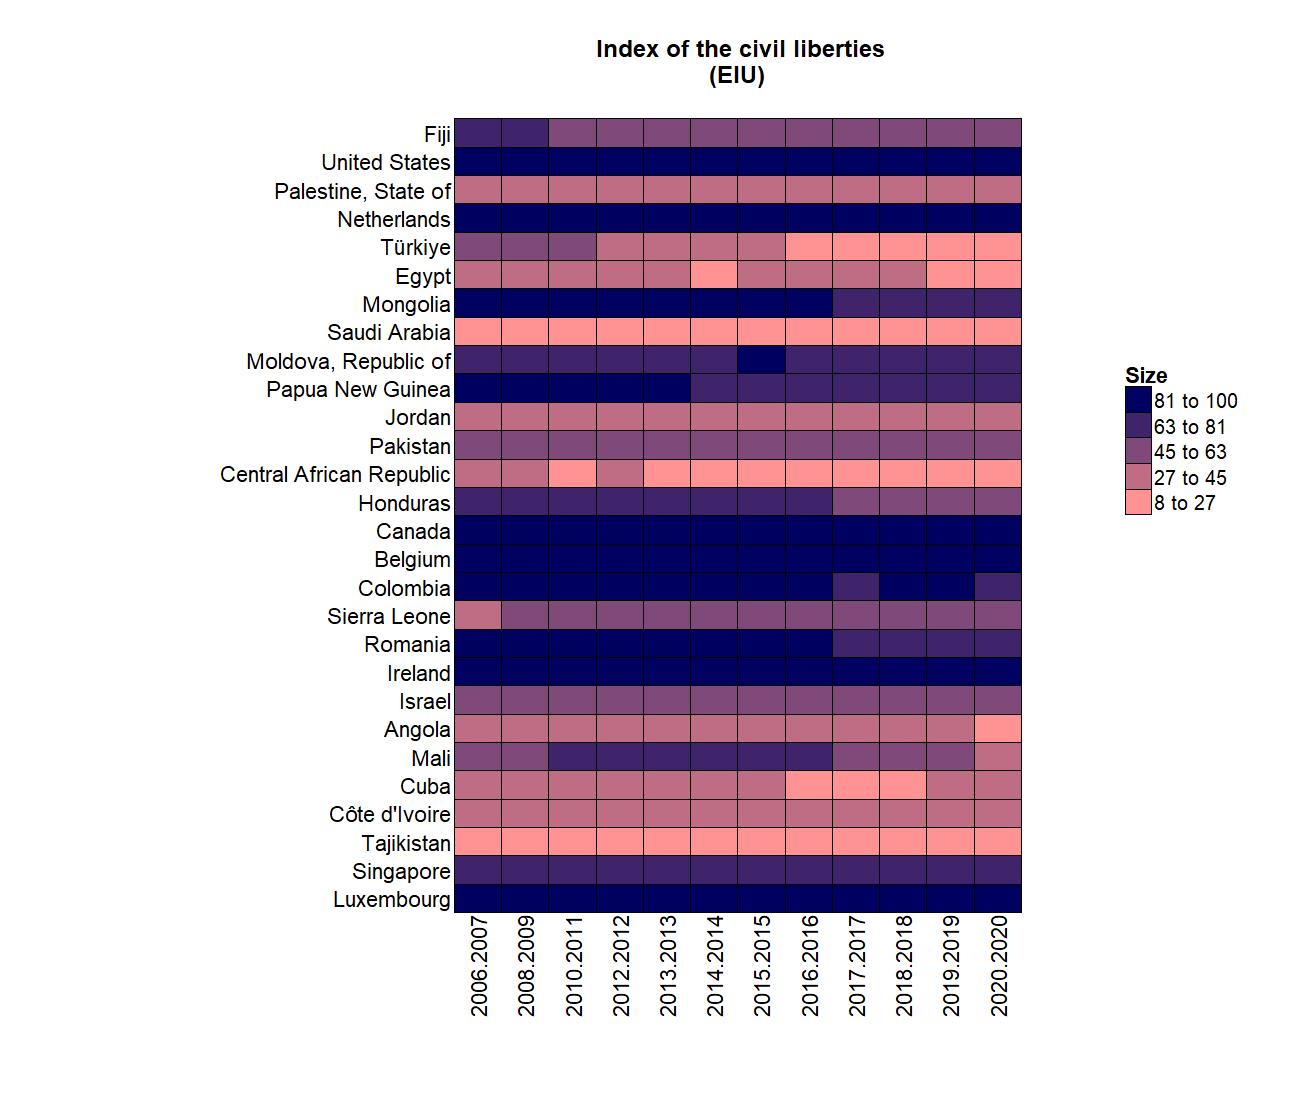 Index of the civil liberties
(EIU)
Fiji
United States
Palestine, State of
Netherlands
Türkiye
Egypt
Mongolia
Saudi Arabia
Moldova, Republic of
Papua New Guinea
Jordan
Pakistan
Central African Republic
Honduras
Canada
Belgium
Colombia
Sierra Leone
Romania
Ireland
Israel
Angola
Mali
Cuba
Côte d'Ivoire
Tajikistan
Singapore
Luxembourg
2006.2007
2008.2009
2010.2011
2012.2012
2013.2013
2014.2014
2015.2015
2016.2016
2017.2017
2018.2018
2019.2019
2020.2020
Size
81 to 100
63 to 81
45 to 63
27 to 45
8 to 27